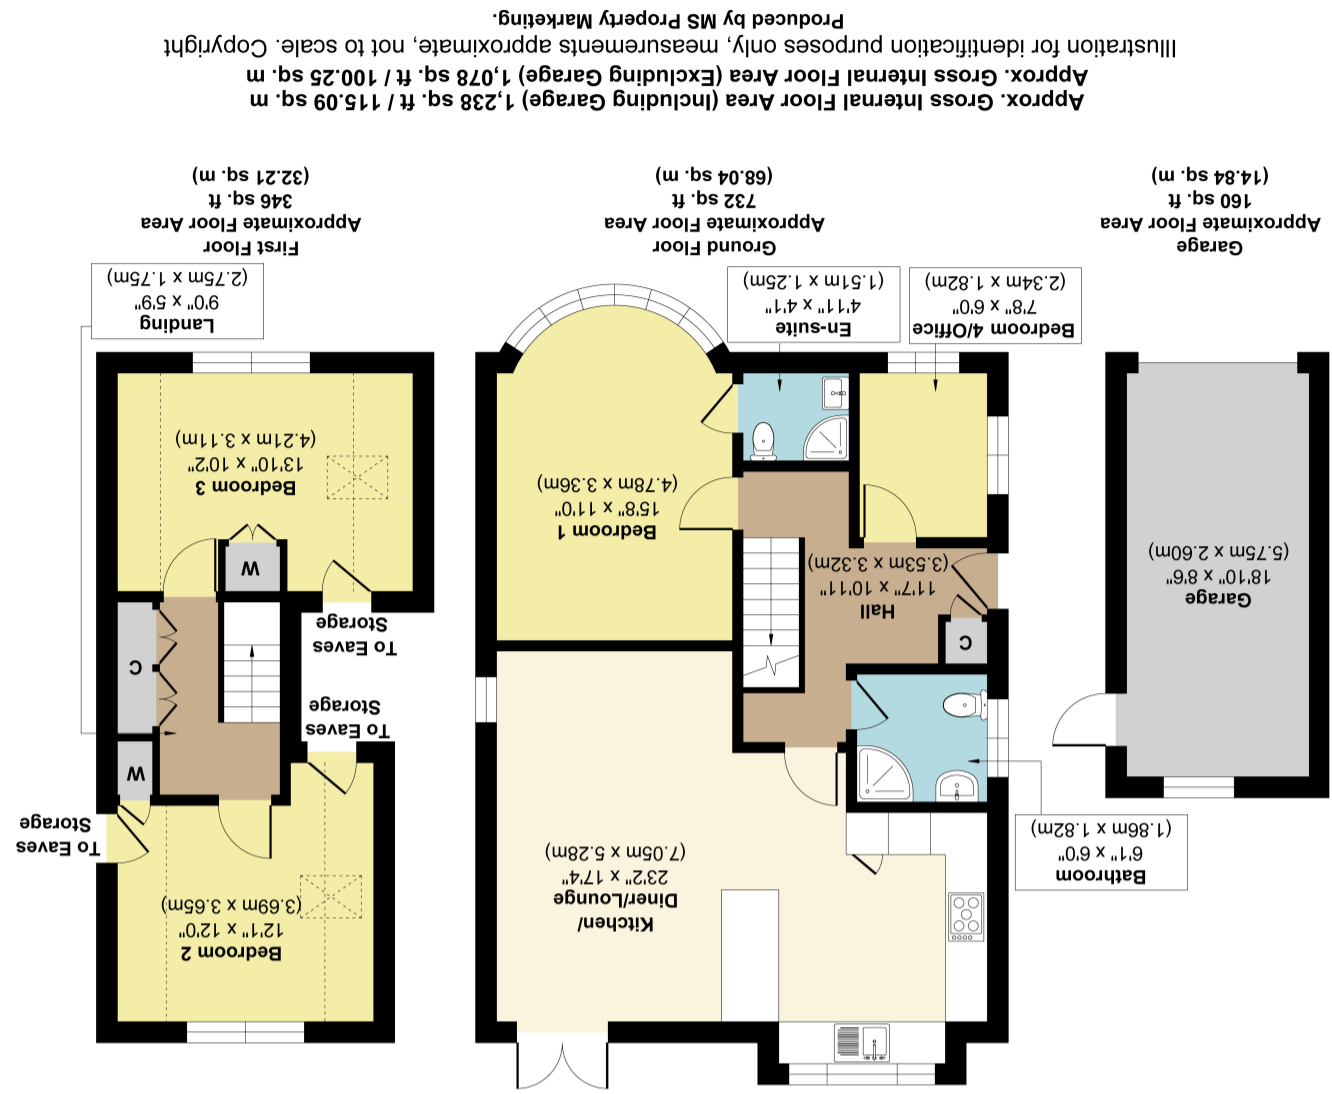 Bathroom
6'1" x 6'0"
(1.86m x 1.82m)
Kitchen/
Diner/Lounge
23'2" x 17'4"
(7.05m x 5.28m)
Bedroom 2
12'1" x 12'0"
(3.69m x 3.65m)
To Eaves
Storage
W
To Eaves
Storage
C
To Eaves
Storage
W
C
Hall
11'7" x 10'11"
(3.53m x 3.32m)
Garage
18'10" x 8'6"
(5.75m x 2.60m)
Bedroom 1
15'8" x 11'0"
(4.78m x 3.36m)
Bedroom 3
13'10" x 10'2"
(4.21m x 3.11m)
Bedroom 4/Office
7'8" x 6'0"
(2.34m x 1.82m)
En-suite
4'11" x 4'1"
(1.51m x 1.25m)
Landing
9'0" x 5'9"
(2.75m x 1.75m)
Garage
Approximate Floor Area
160 sq. ft
(14.84 sq. m)
Ground Floor
Approximate Floor Area
732 sq. ft
(68.04 sq. m)
First Floor
Approximate Floor Area
346 sq. ft
(32.21 sq. m)
Approx. Gross Internal Floor Area (Including Garage) 1,238 sq. ft / 115.09 sq. m
Approx. Gross Internal Floor Area (Excluding Garage) 1,078 sq. ft / 100.25 sq. m
Illustration for identification purposes only, measurements approximate, not to scale. Copyright
Produced by MS Property Marketing.